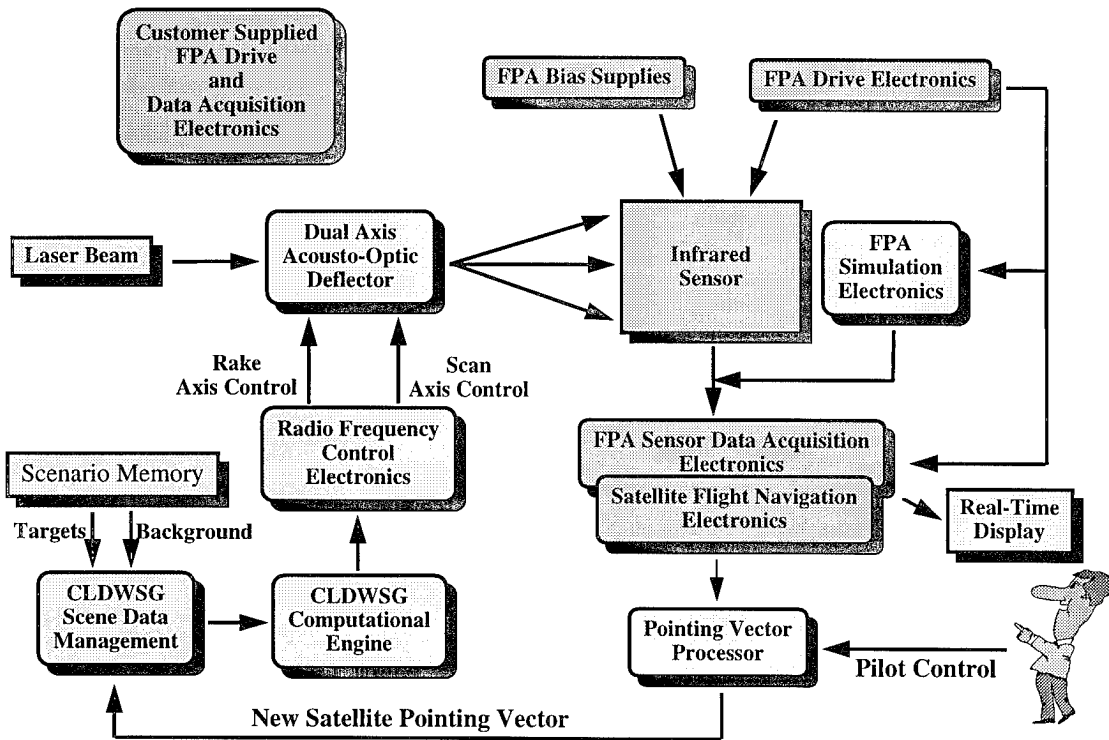 Customer Supplied
FPA Drive
and
Data Acquisition
Electronics
FPA Bias Supplies
FPA Drive Electronics
Laser Beam
Dual Axis
Acousto-Optic
Deflector
Infrared
Sensor
FPA
Simulation
Electronics
Rake
Axis Control
Scan
Axis Control
Radio Frequency
Control
Electronics
FPA Sensor Data Acquisition
Electronics
Satellite Flight Navigation
Electronics
Real-Time
Display
Scenario Memory
Targets
Background
CLDWSG
Scene Data
Management
CLDWSG
Computational
Engine
Pointing Vector
Processor
Pilot Control
New Satellite Pointing Vector